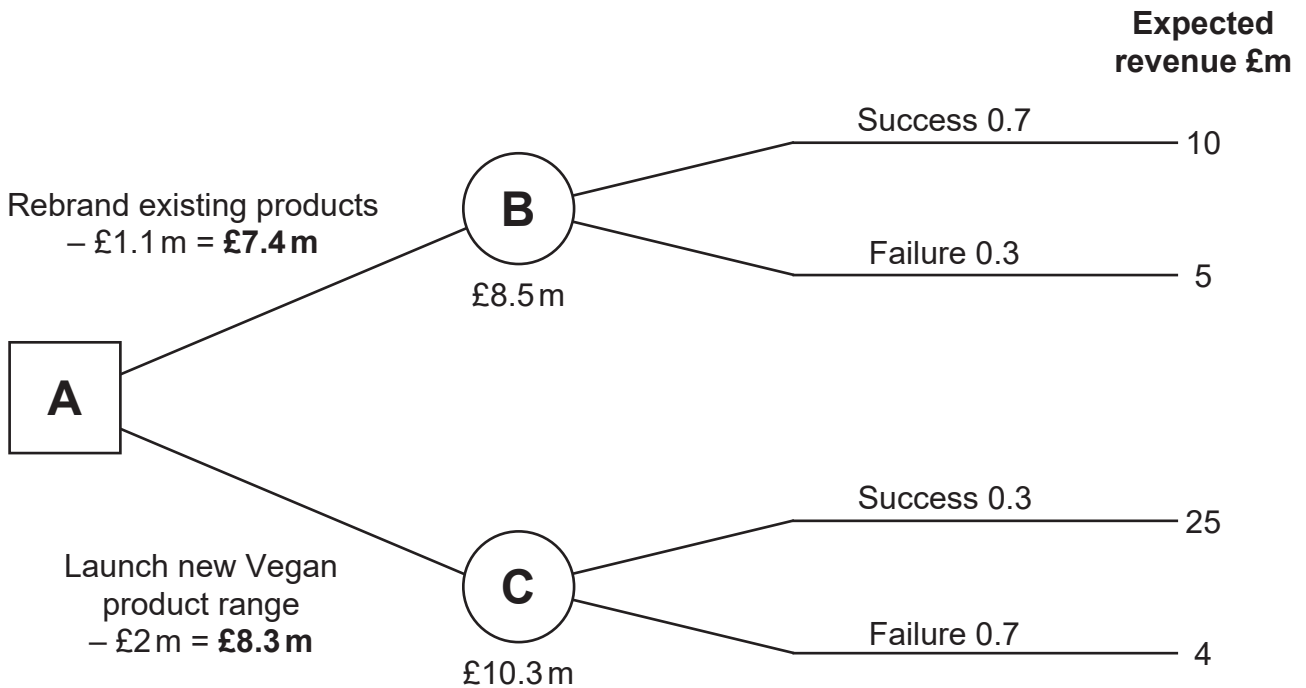 Expected
revenue £m
Success 0.7
10
Rebrand existing products
– £1.1 m = £7.4 m
B
Failure 0.3
5
£8.5 m
A
Success 0.3
25
Launch new Vegan
product range
– £2 m = £8.3 m
C
Failure 0.7
4
£10.3 m